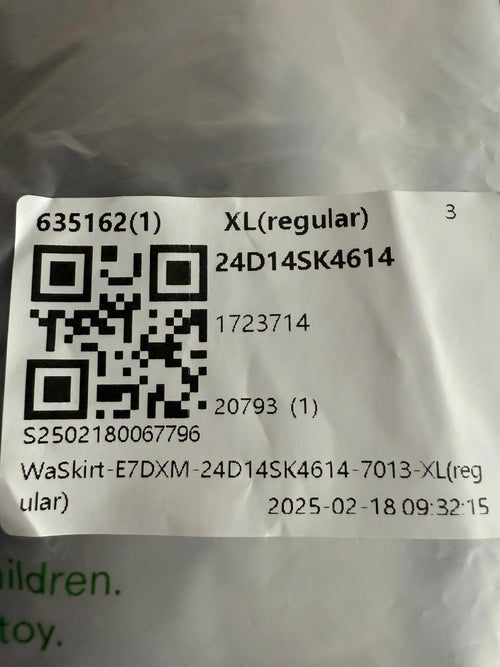 635162(1) XL(regular) 3
24D14SK4614
1723714
20793 (1)
S2502180067796
WaSkirt-E7DXM-24D14SK4614-7013-XL(reg
ular) 2025-02-18 09:32:15
ildren.
toy.